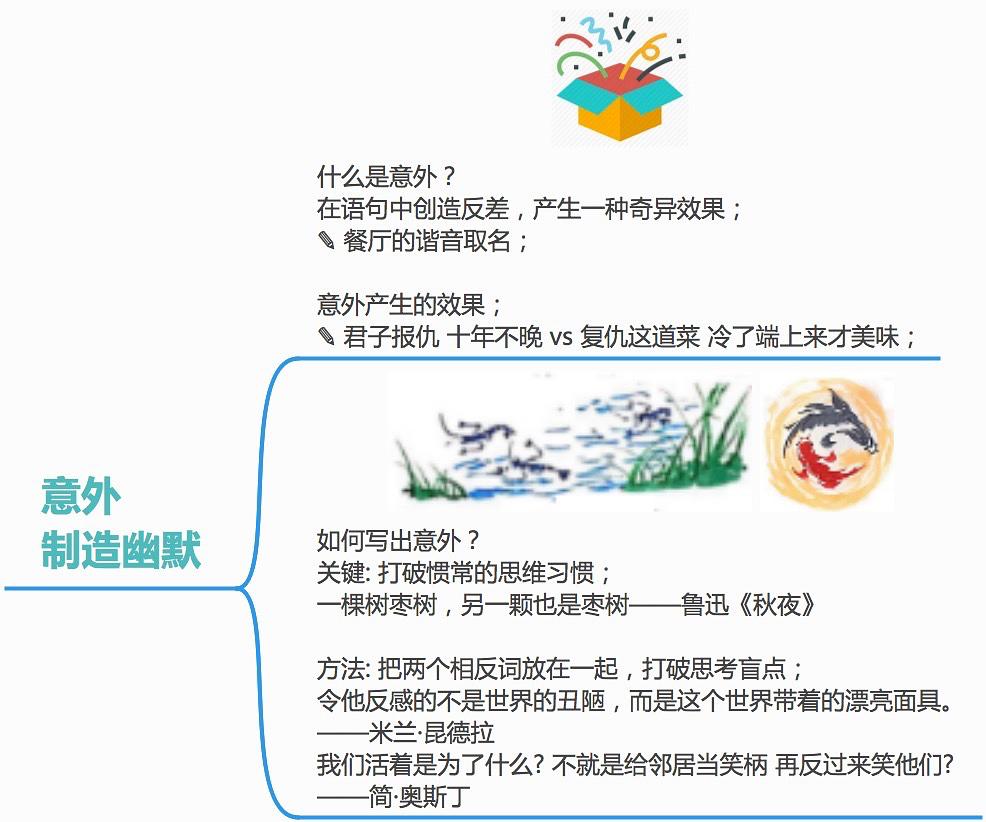 意外
制造幽默
什么是意外？
在语句中创造反差，产生一种奇异效果；
✎ 餐厅的谐音取名；
意外产生的效果；
✎ 君子报仇 十年不晚 vs 复仇这道菜 冷了端上来才美味；
如何写出意外？
关键: 打破惯常的思维习惯；
一棵树枣树，另一颗也是枣树——鲁迅《秋夜》
方法: 把两个相反词放在一起，打破思考盲点；
令他反感的不是世界的丑陋，而是这个世界带着的漂亮面具。
——米兰·昆德拉
我们活着是为了什么? 不就是给邻居当笑柄 再反过来笑他们?
——简·奥斯丁